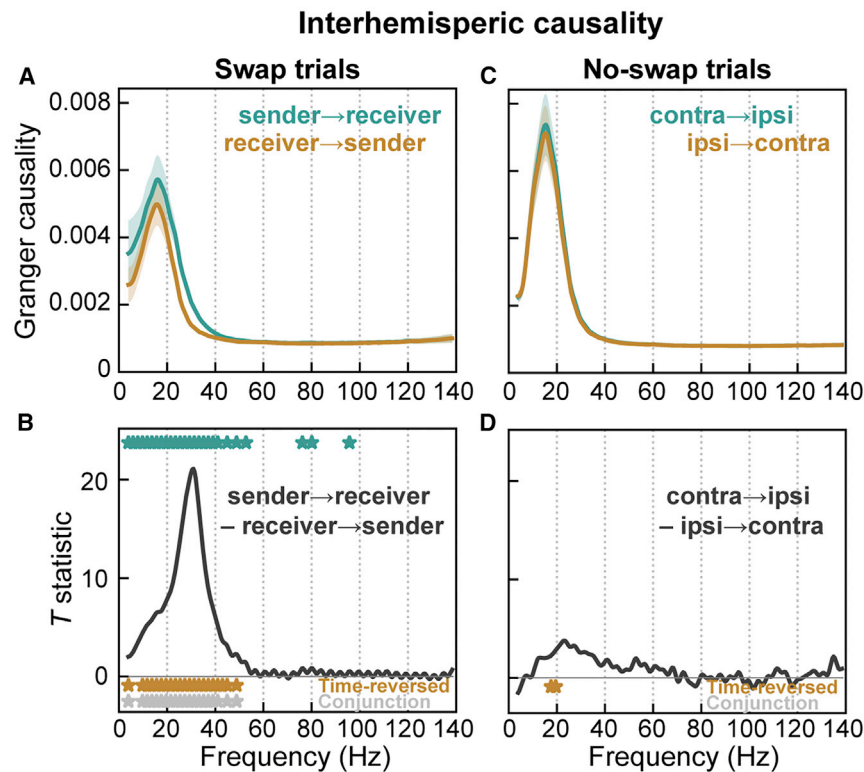 Interhemisperic causality
A
Swap trials
Granger causality
0.008
0.006
0.004
0.002
0
sender→receiver
receiver→sender
0 20 40 60 80 100 120 140
C
No-swap trials
contra→ipsi
ipsi→contra
0 20 40 60 80 100 120 140
B
T statistic
20
10
0
sender→receiver
– receiver→sender
Time-reversed
Conjunction
0 20 40 60 80 100 120 140
Frequency (Hz)
D
contra→ipsi
– ipsi→contra
Time-reversed
Conjunction
0 20 40 60 80 100 120 140
Frequency (Hz)